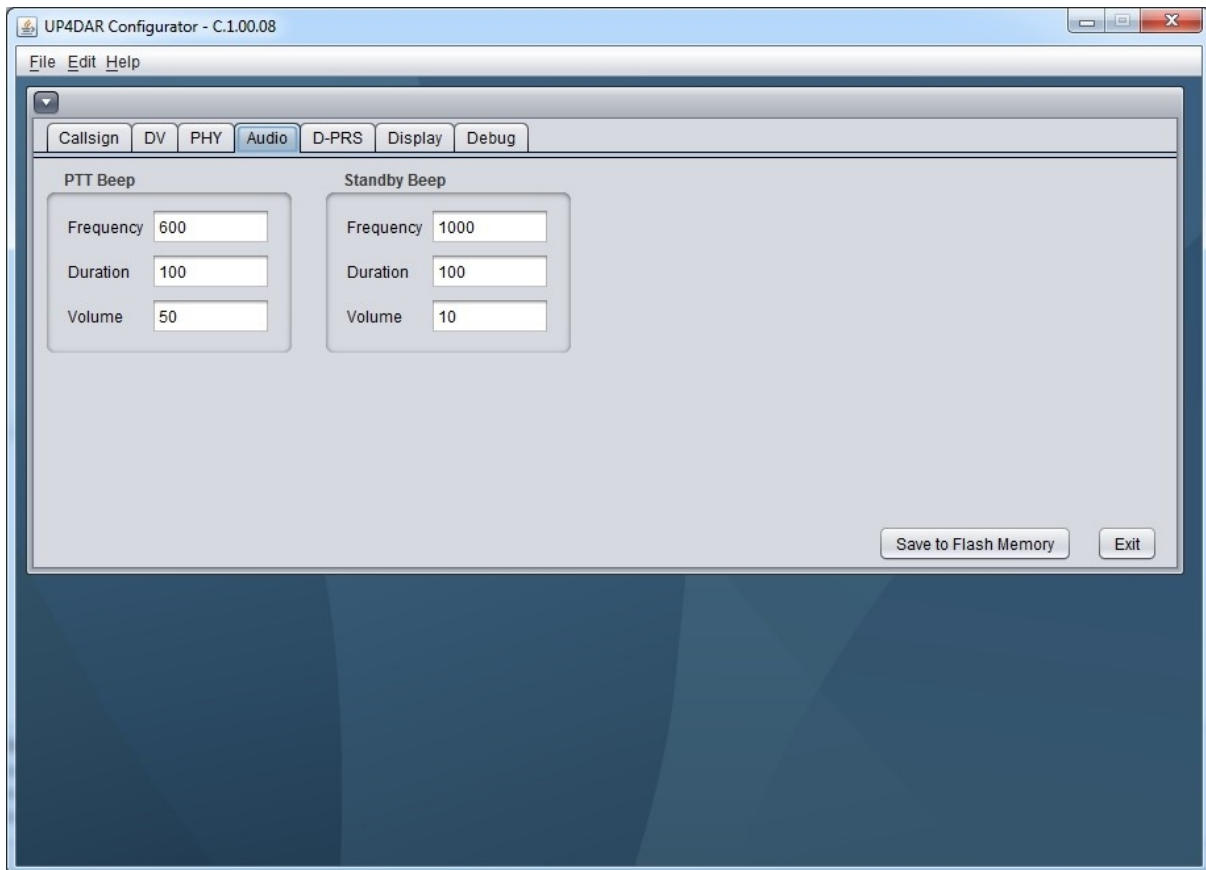 UP4DAR Configurator - C.1.00.08
File Edit Help
Callsign DV PHY Audio D-PRS Display Debug
PTT Beep Standby Beep
Frequency 600 Frequency 1000
Duration 100 Duration 100
Volume 50 Volume 10
Save to Flash Memory Exit